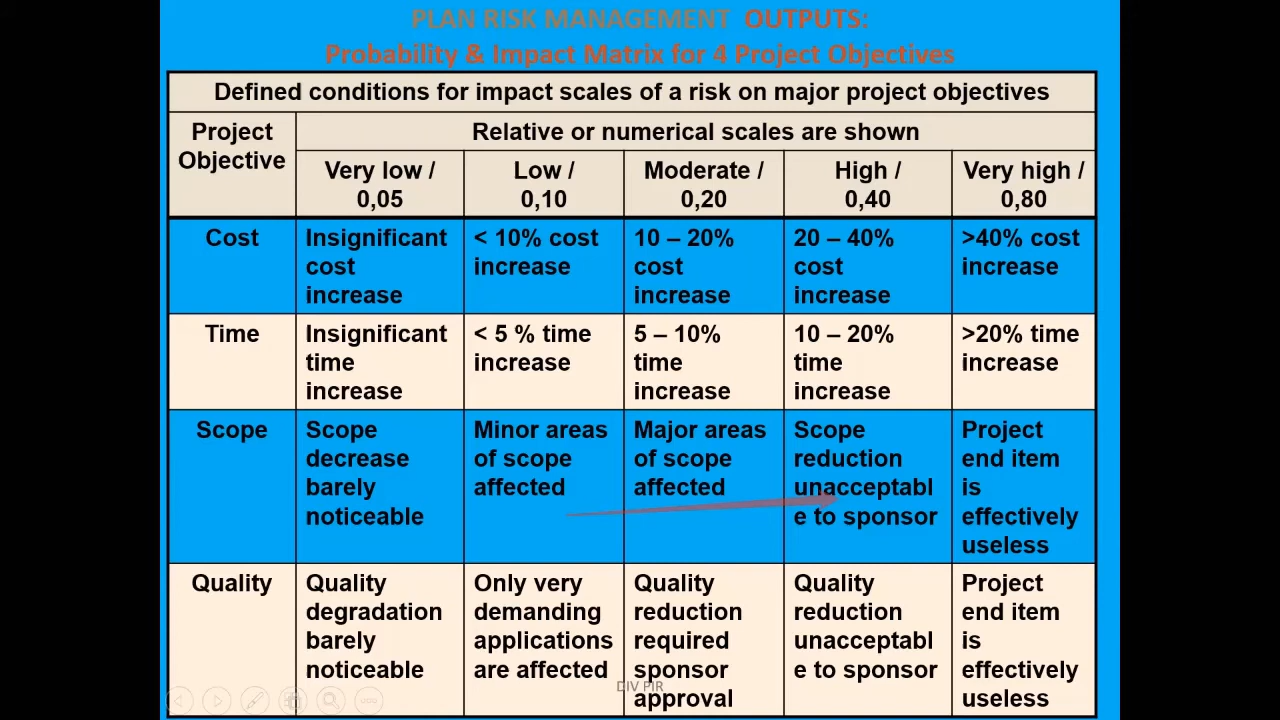 PLAN RISK MANAGEMENT OUTPUTS:
Probability & Impact Matrix for 4 Project Objectives
Defined conditions for impact scales of a risk on major project objectives
Project
Objective
Relative or numerical scales are shown
Very low /
0,05
Low /
0,10
Moderate /
0,20
High /
0,40
Very high /
0,80
Cost
Insignificant
cost
increase
< 10% cost
increase
10 – 20%
cost
increase
20 – 40%
cost
increase
>40% cost
increase
Time
Insignificant
time
increase
< 5 % time
increase
5 – 10%
time
increase
10 – 20%
time
increase
>20% time
increase
Scope
Scope
decrease
barely
noticeable
Minor areas
of scope
affected
Major areas
of scope
affected
Scope
reduction
unacceptabl
e to sponsor
Project
end item
is
effectively
useless
Quality
Quality
degradation
barely
noticeable
Only very
demanding
applications
are affected
Quality
reduction
required
sponsor
approval
Quality
reduction
unacceptabl
e to sponsor
Project
end item
is
effectively
useless
DIV PIR